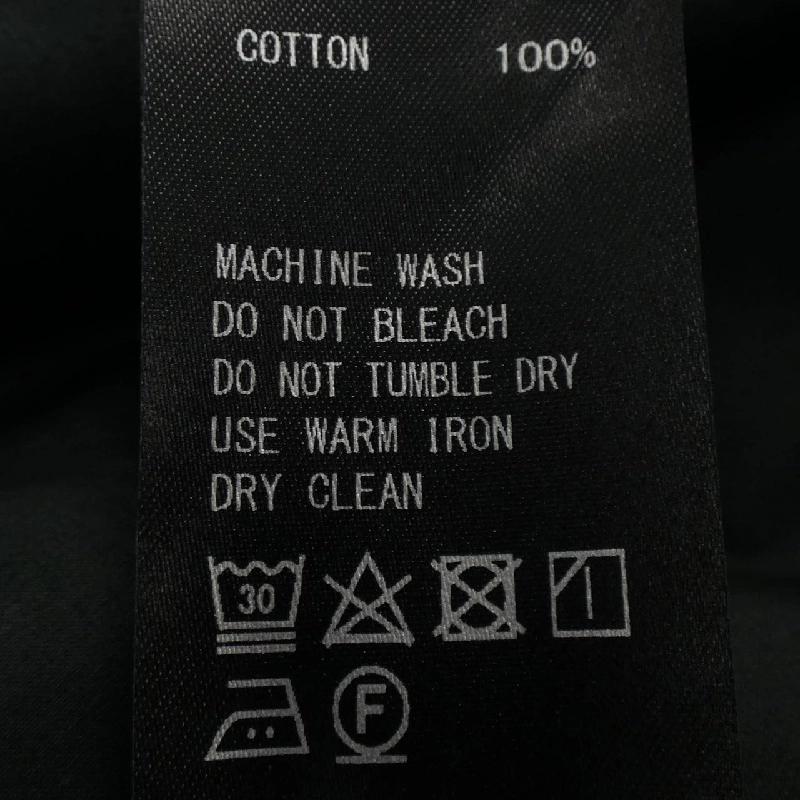 COTTON 100%
MACHINE WASH
DO NOT BLEACH
DO NOT TUMBLE DRY
USE WARM IRON
DRY CLEAN
30
F